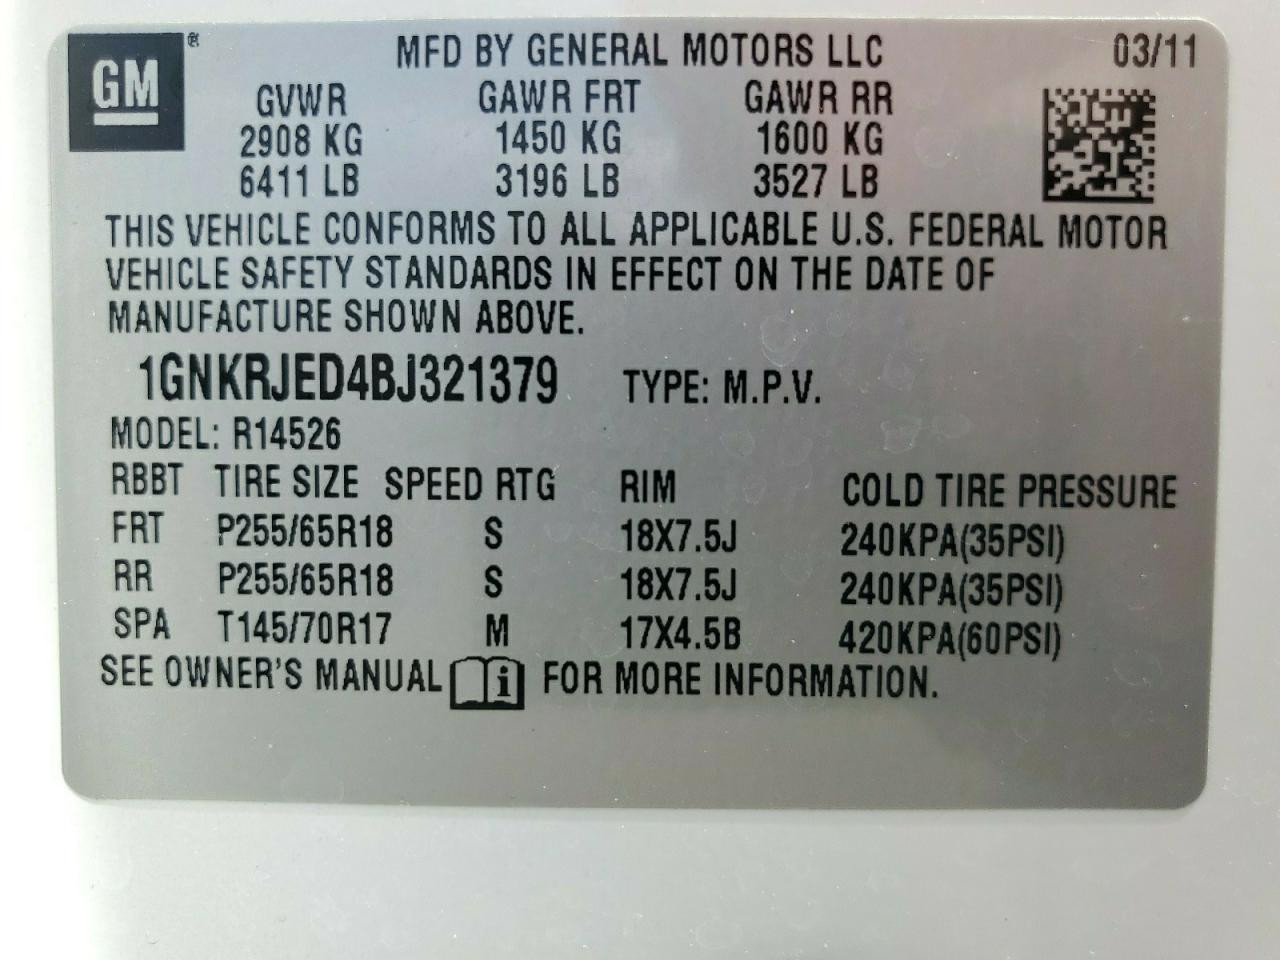 GM ® MFD BY GENERAL MOTORS LLC 03/11
GVWR GAWR FRT GAWR RR
2908 KG 1450 KG 1600 KG
6411 LB 3196 LB 3527 LB
THIS VEHICLE CONFORMS TO ALL APPLICABLE U.S. FEDERAL MOTOR
VEHICLE SAFETY STANDARDS IN EFFECT ON THE DATE OF
MANUFACTURE SHOWN ABOVE.
1GNKRJED4BJ321379 TYPE: M.P.V.
MODEL: R14526
RBBT TIRE SIZE SPEED RTG RIM COLD TIRE PRESSURE
FRT P255/65R18 S 18X7.5J 240KPA(35PSI)
RR P255/65R18 S 18X7.5J 240KPA(35PSI)
SPA T145/70R17 M 17X4.5B 420KPA(60PSI)
SEE OWNER'S MANUAL i FOR MORE INFORMATION.